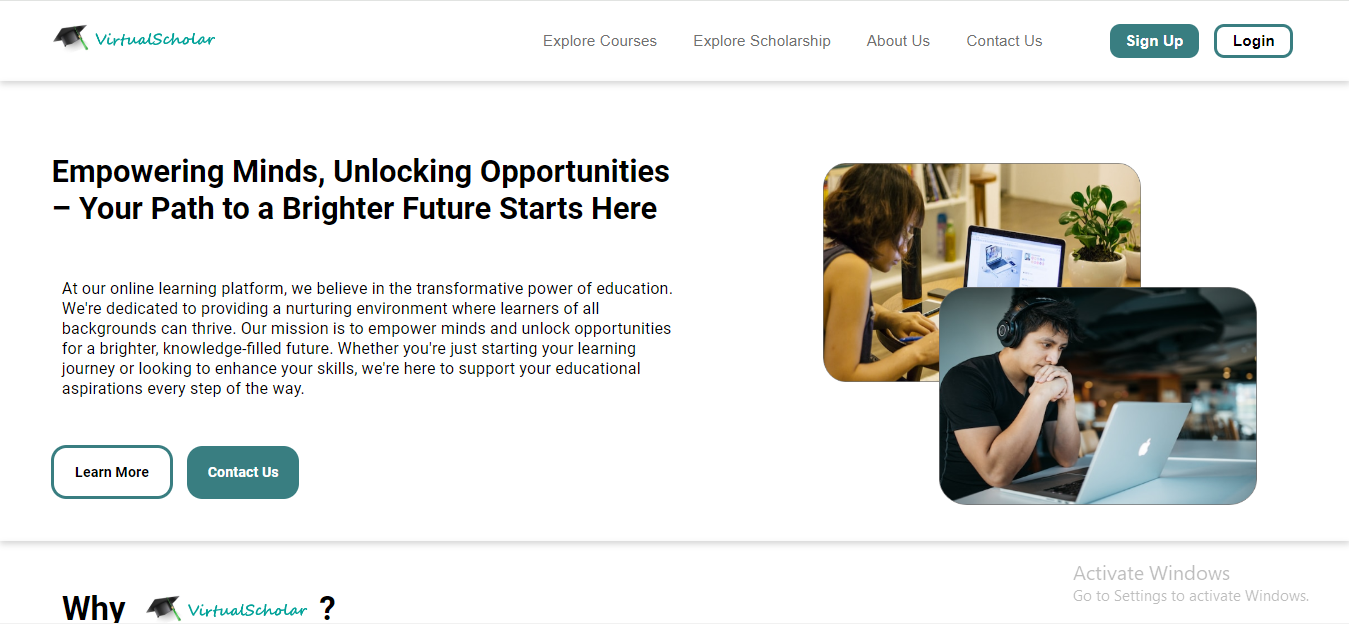 VirtualScholar
Explore Courses
Explore Scholarship
About Us
Contact Us
Sign Up
Login
Empowering Minds, Unlocking Opportunities
– Your Path to a Brighter Future Starts Here
At our online learning platform, we believe in the transformative power of education.
We're dedicated to providing a nurturing environment where learners of all
backgrounds can thrive. Our mission is to empower minds and unlock opportunities
for a brighter, knowledge-filled future. Whether you're just starting your learning
journey or looking to enhance your skills, we're here to support your educational
aspirations every step of the way.
Learn More
Contact Us
Why VirtualScholar ?
Activate Windows
Go to Settings to activate Windows.